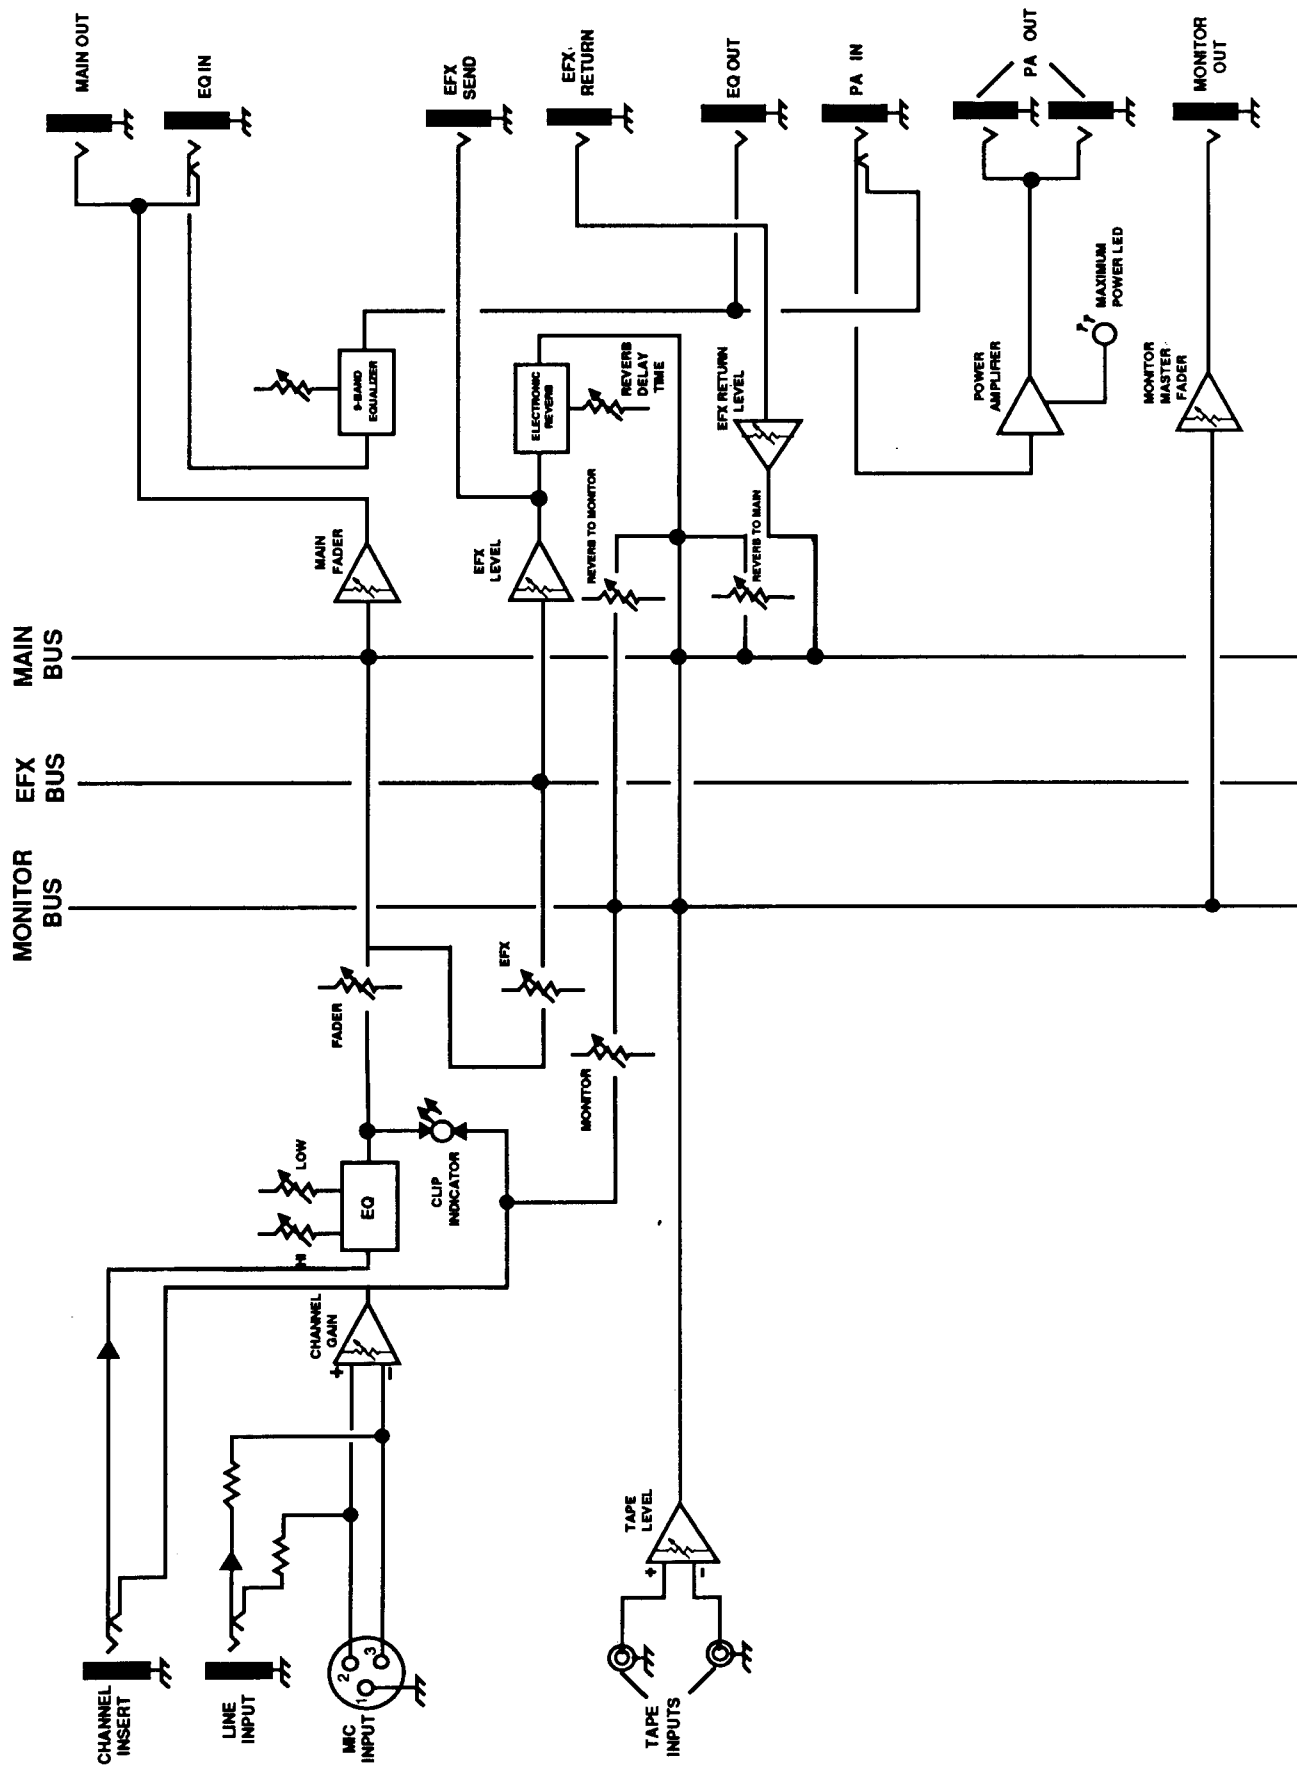 MAIN OUT
EQ IN
EFX
SEND
EFX
RETURN
EQ OUT
PA IN
PA OUT
MONITOR
OUT
MAXIMUM
POWER LED
9-BAND
EQUALIZER
ELECTRONIC
REVERB
REVERB
DELAY
TIME
EFX RETURN
LEVEL
POWER
AMPLIFIER
MONITOR
MASTER
FADER
MAIN
FADER
EFX
LEVEL
REVERB TO MONITOR
REVERB TO MAIN
MAIN
BUS
EFX
BUS
MONITOR
BUS
FADER
EFX
MONITOR
LOW
HI
EQ
CLIP
INDICATOR
CHANNEL
GAIN
+
−
TAPE
LEVEL
+
−
CHANNEL
INSERT
LINE
INPUT
MIC
INPUT
1
2
3
TAPE
INPUTS